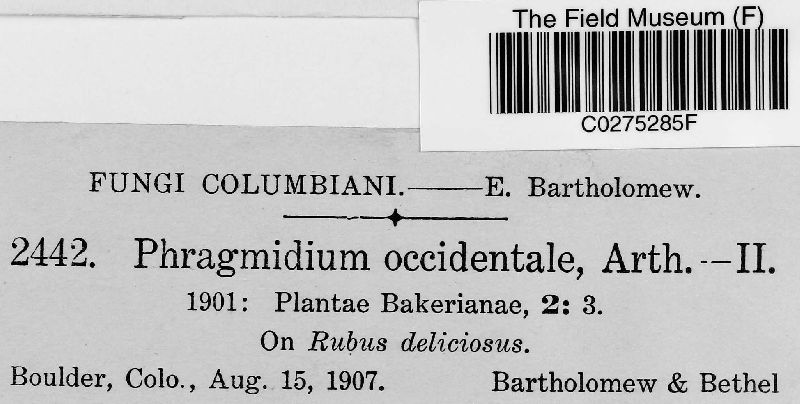 The Field Museum (F)
C0275285F
FUNGI COLUMBIANI.——E. Bartholomew.
2442. Phragmidium occidentale, Arth.--II.
1901: Plantae Bakerianae, 2: 3.
On Rubus deliciosus.
Boulder, Colo., Aug. 15, 1907. Bartholomew & Bethel